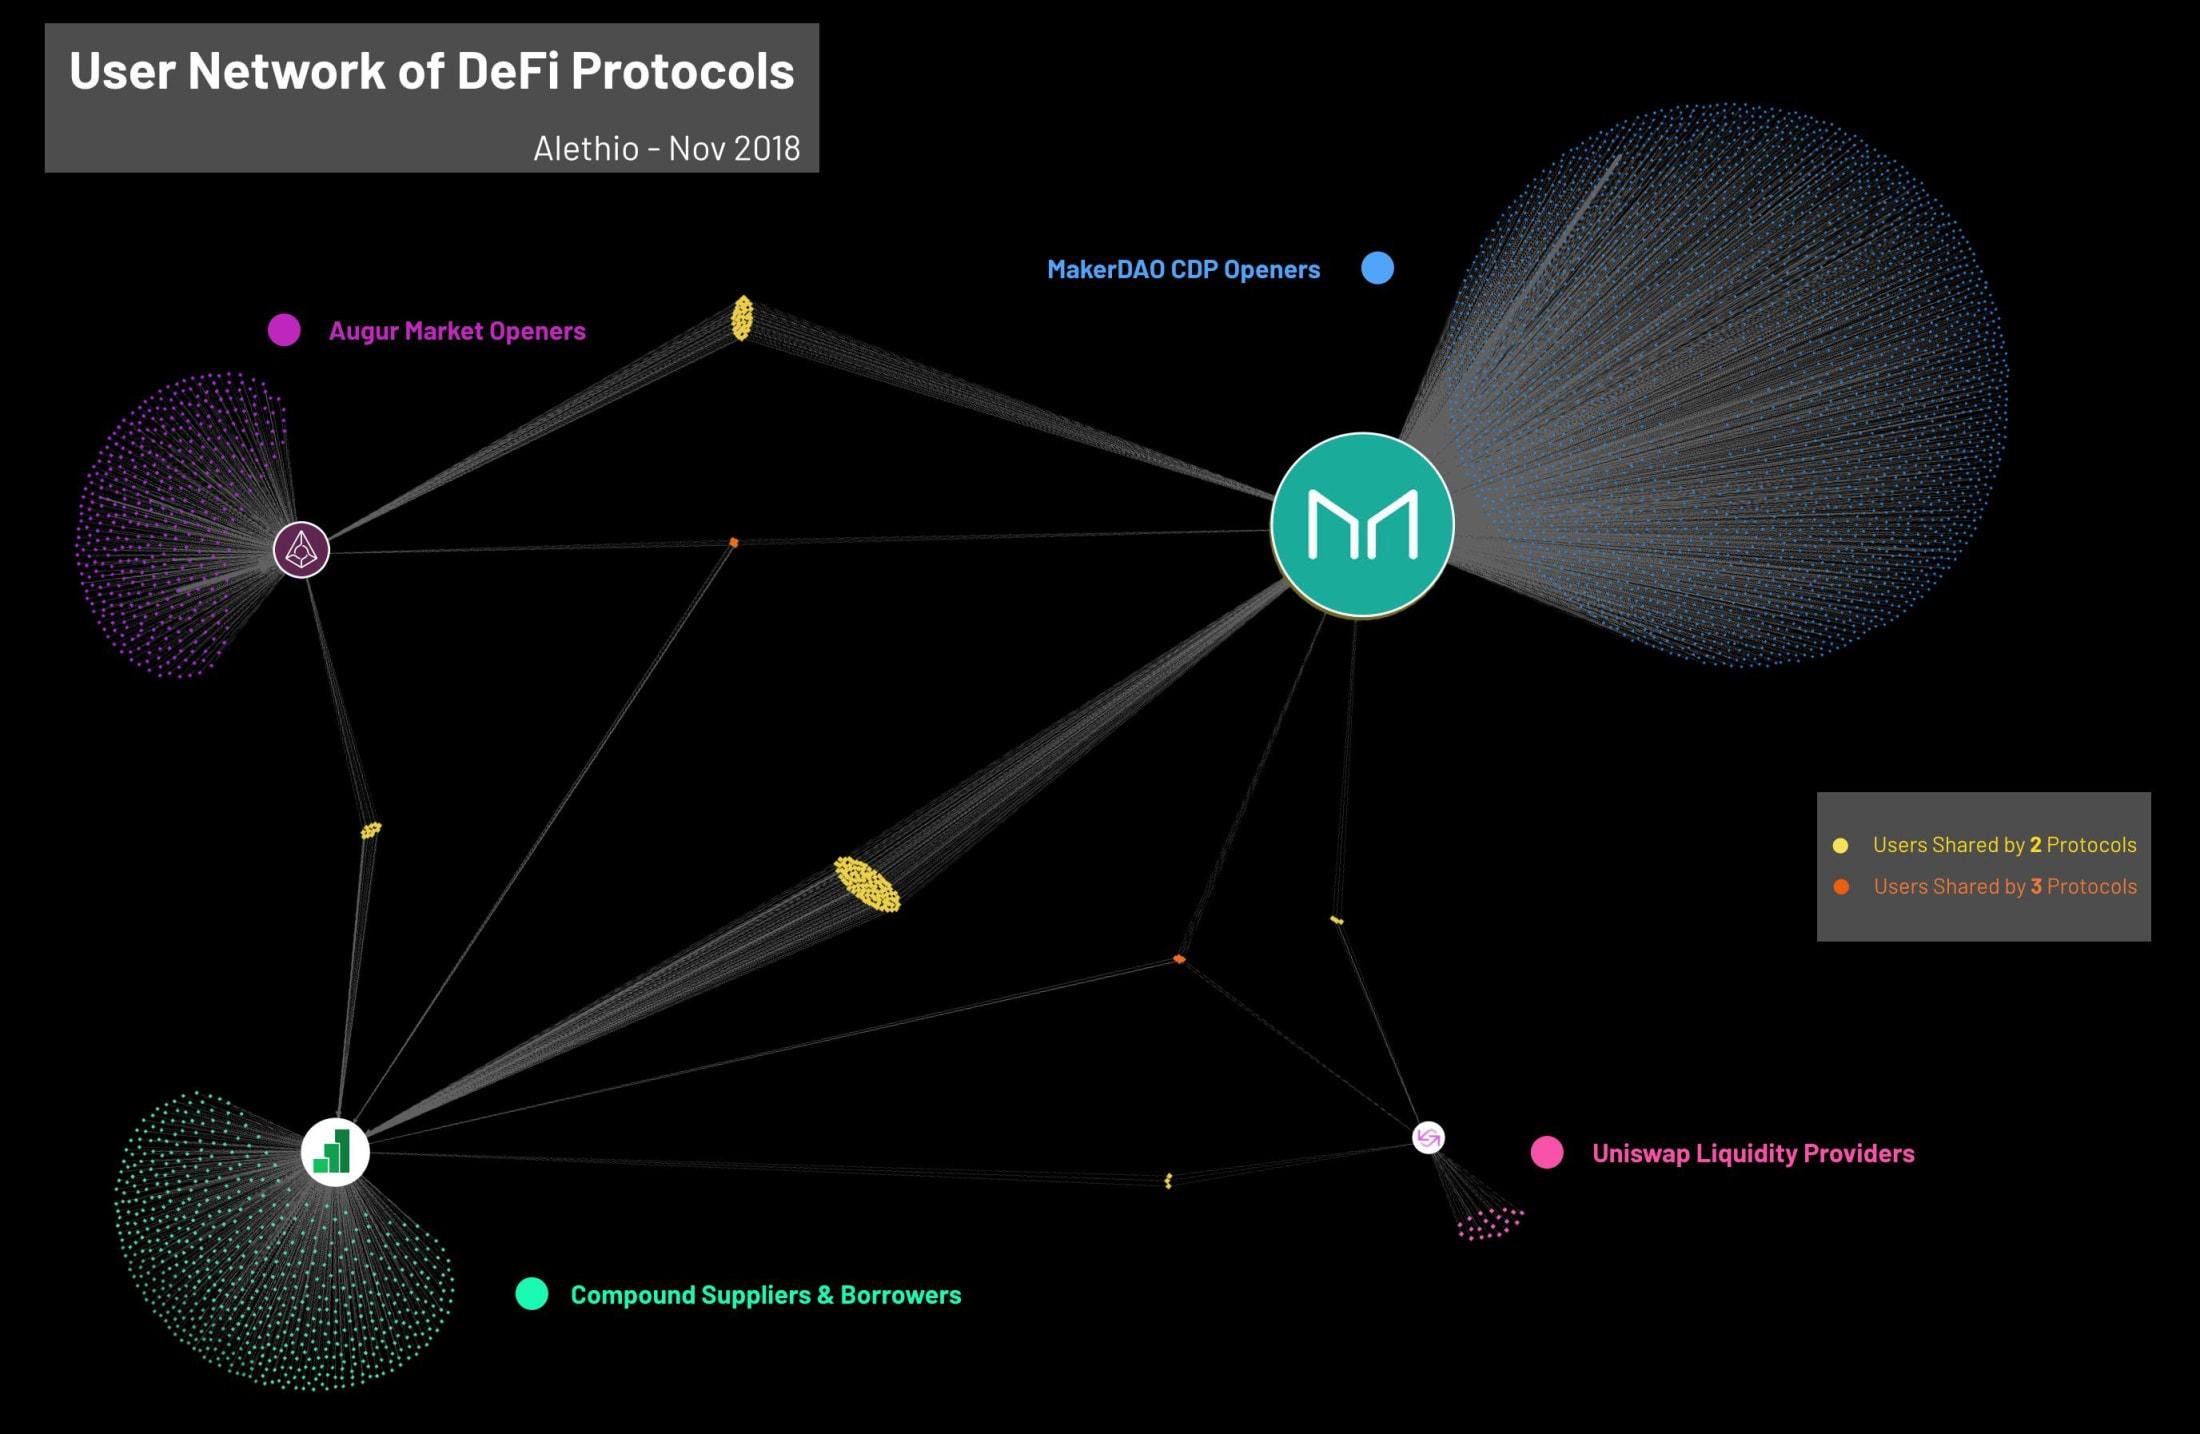 User Network of DeFi Protocols
Alethio - Nov 2018
MakerDAO CDP Openers
Augur Market Openers
Users Shared by 2 Protocols
Users Shared by 3 Protocols
Uniswap Liquidity Providers
Compound Suppliers & Borrowers